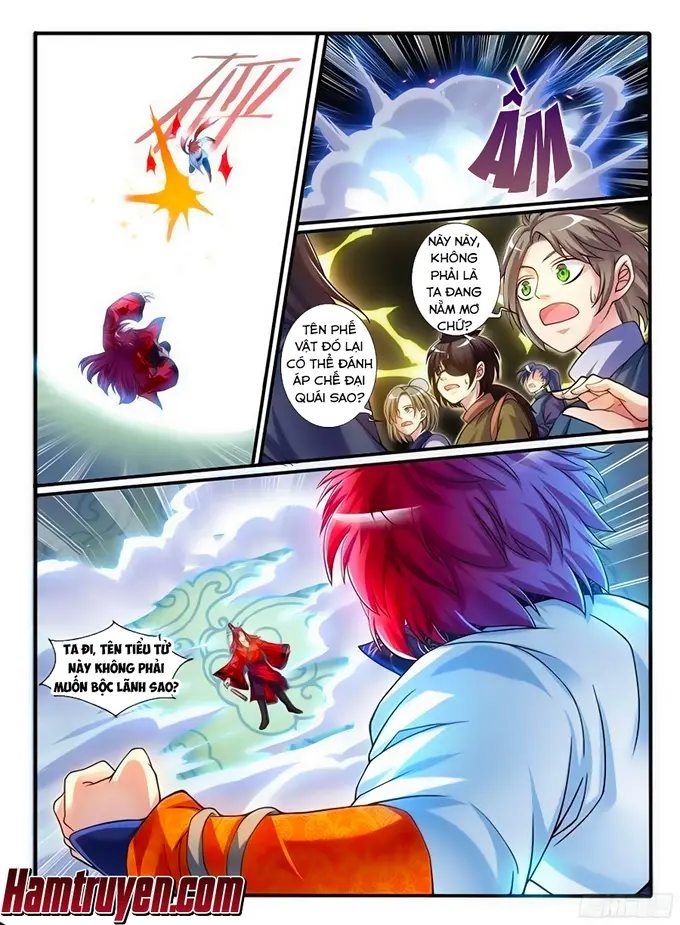 ẦM
NÀY NÀY,
KHÔNG
PHẢI LÀ
TA ĐANG
NẰM MƠ
CHỨ?
TÊN PHẾ
VẬT ĐÓ LẠI
CÓ THỂ ĐÁNH
ÁP CHẾ ĐẠI
QUÁI SAO?
TA ĐI, TÊN TIỂU TỬ
NÀY KHÔNG PHẢI
MUỐN BỘC LÃNH SAO?
Hamtruyen.com